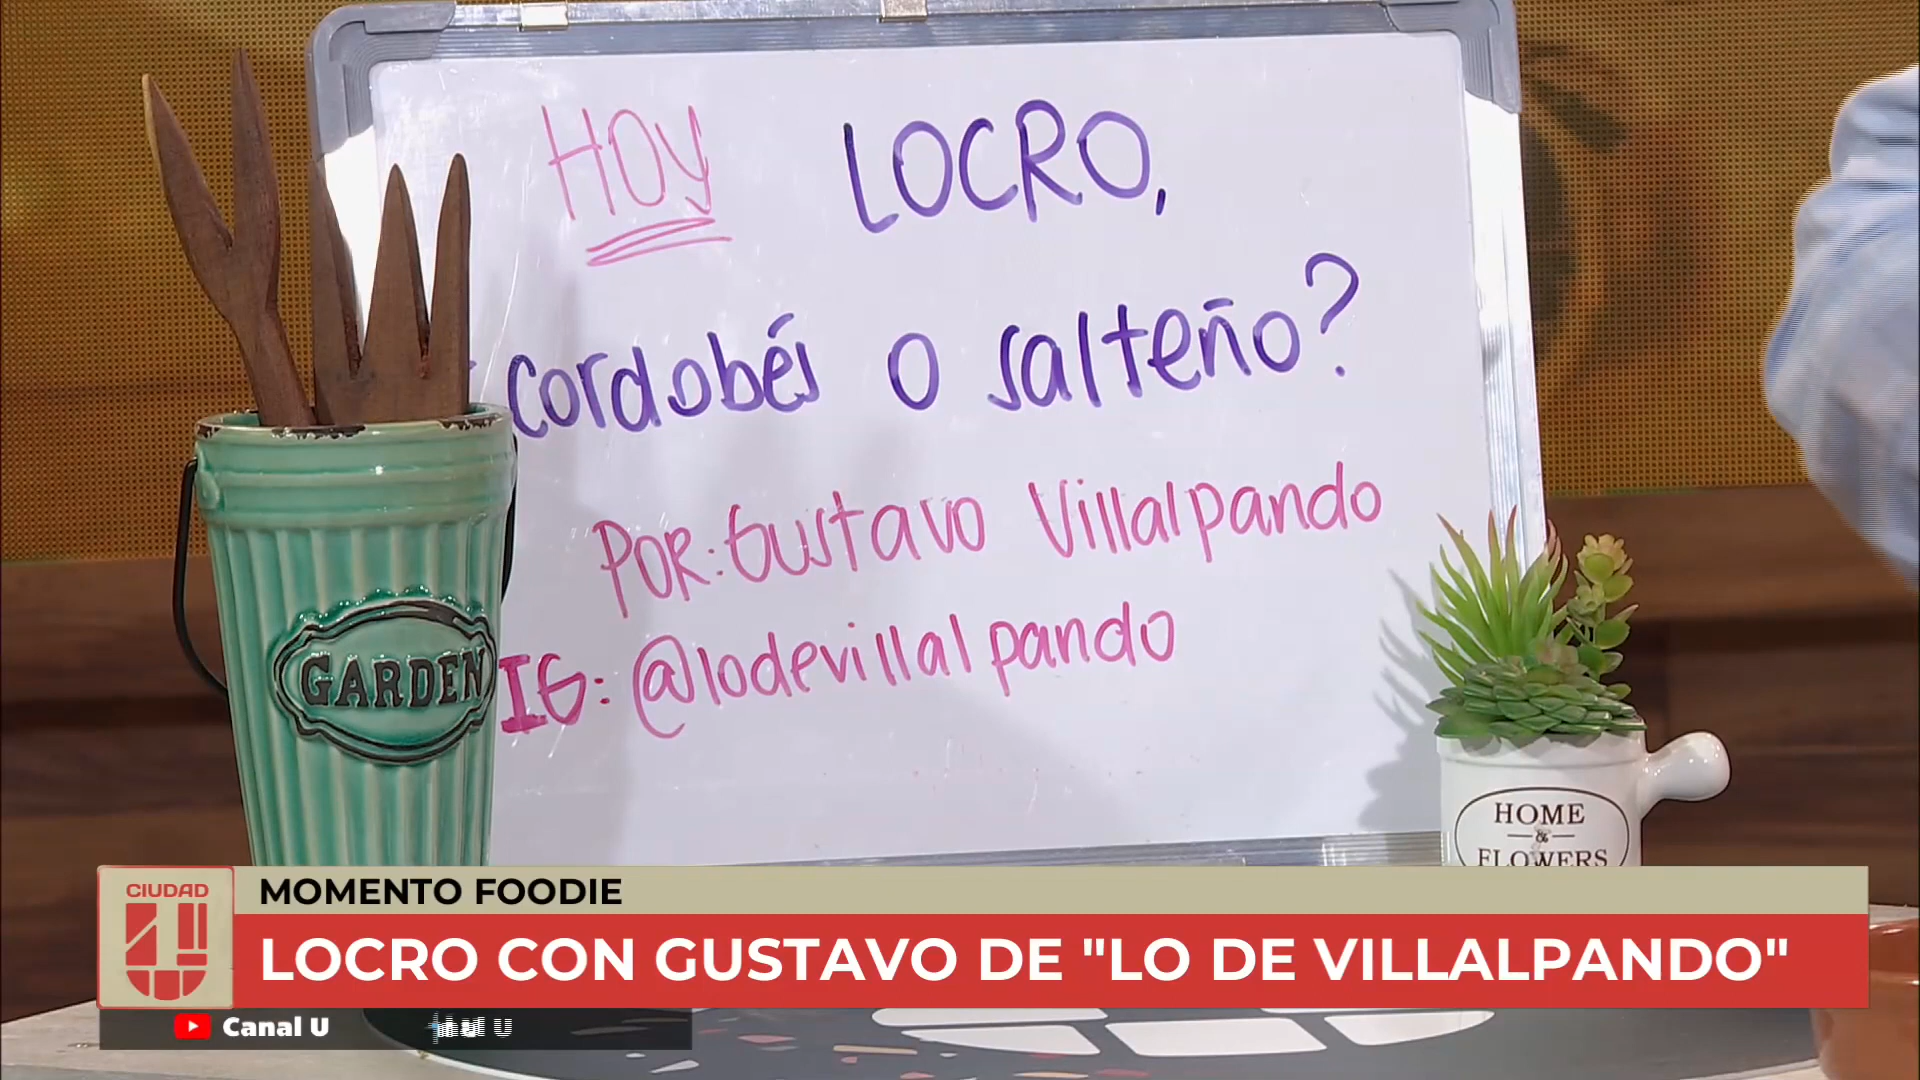 HOY LOCRO,
¿cordobés o salteño?
POR: Gustavo Villalpando
IG: @lodevillalpando
GARDEN
HOME
&
FLOWERS
CIUDAD
U
MOMENTO FOODIE
LOCRO CON GUSTAVO DE "LO DE VILLALPANDO"
Canal U